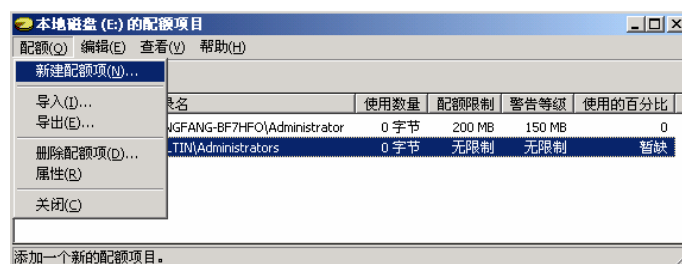 本地磁盘 (E:) 的配额项目
配额(Q) 编辑(E) 查看(V) 帮助(H)
新建配额项(N)...
导入(I)...
导出(E)...
删除配额项(D)...
属性(R)
关闭(C)
录名 使用数量 配额限制 警告等级 使用的百分比
NGFANG-BF7HFO\Administrator 0 字节 200 MB 150 MB 0
LTIN\Administrators 0 字节 无限制 无限制 暂缺
添加一个新的配额项目。